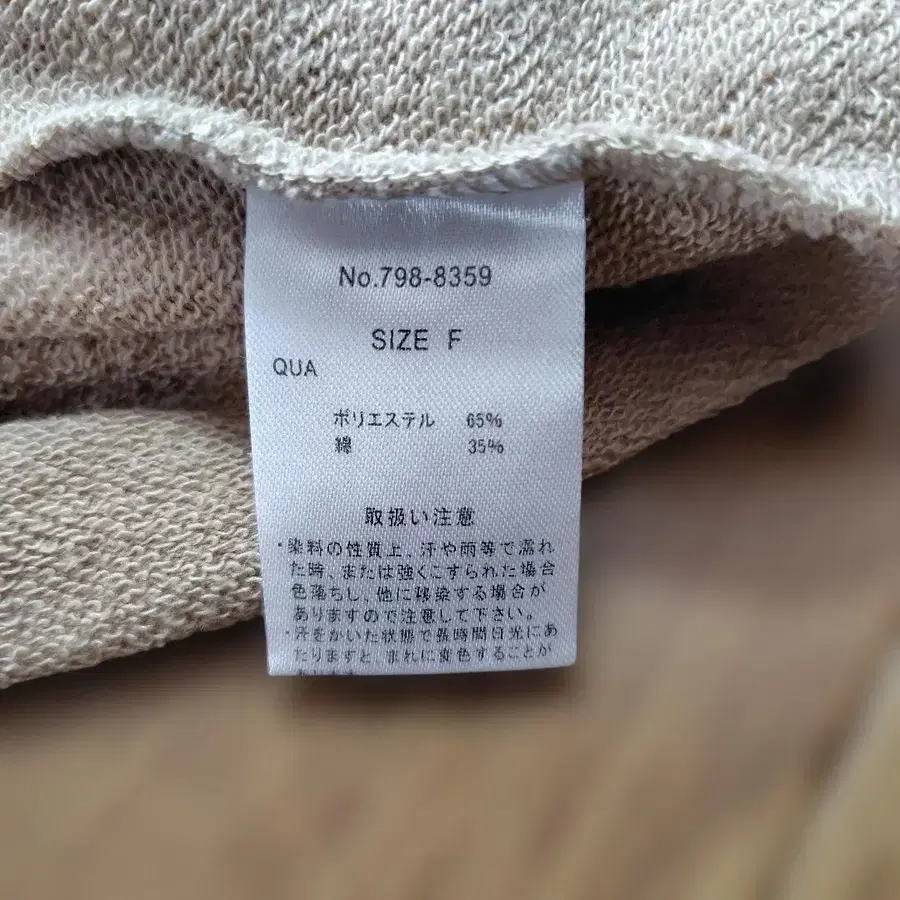 No.798-8359
SIZE F
QUA
ポリエステル 65%
綿 35%
取扱い注意
・染料の性質上、汗や雨等で濡れ
た時、または強くこすられた場合
色落ちし、他に移染する場合が
ありますので注意して下さい。
・汗をかいた状態で長時間日光にあ
たりますと、まれに変色することが